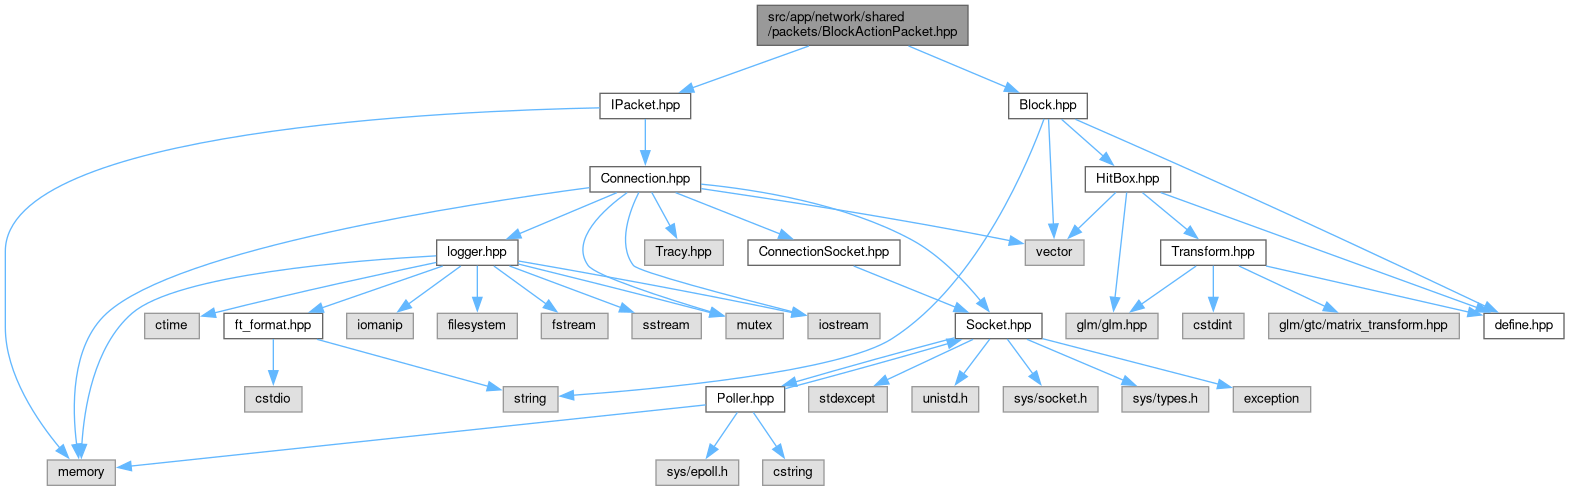 src/app/network/shared
/packets/BlockActionPacket.hpp
IPacket.hpp
Block.hpp
Connection.hpp
HitBox.hpp
logger.hpp
Tracy.hpp
ConnectionSocket.hpp
vector
Transform.hpp
ctime
ft_format.hpp
iomanip
filesystem
fstream
sstream
mutex
iostream
Socket.hpp
glm/glm.hpp
cstdint
glm/gtc/matrix_transform.hpp
define.hpp
cstdio
string
Poller.hpp
stdexcept
unistd.h
sys/socket.h
sys/types.h
exception
memory
sys/epoll.h
cstring